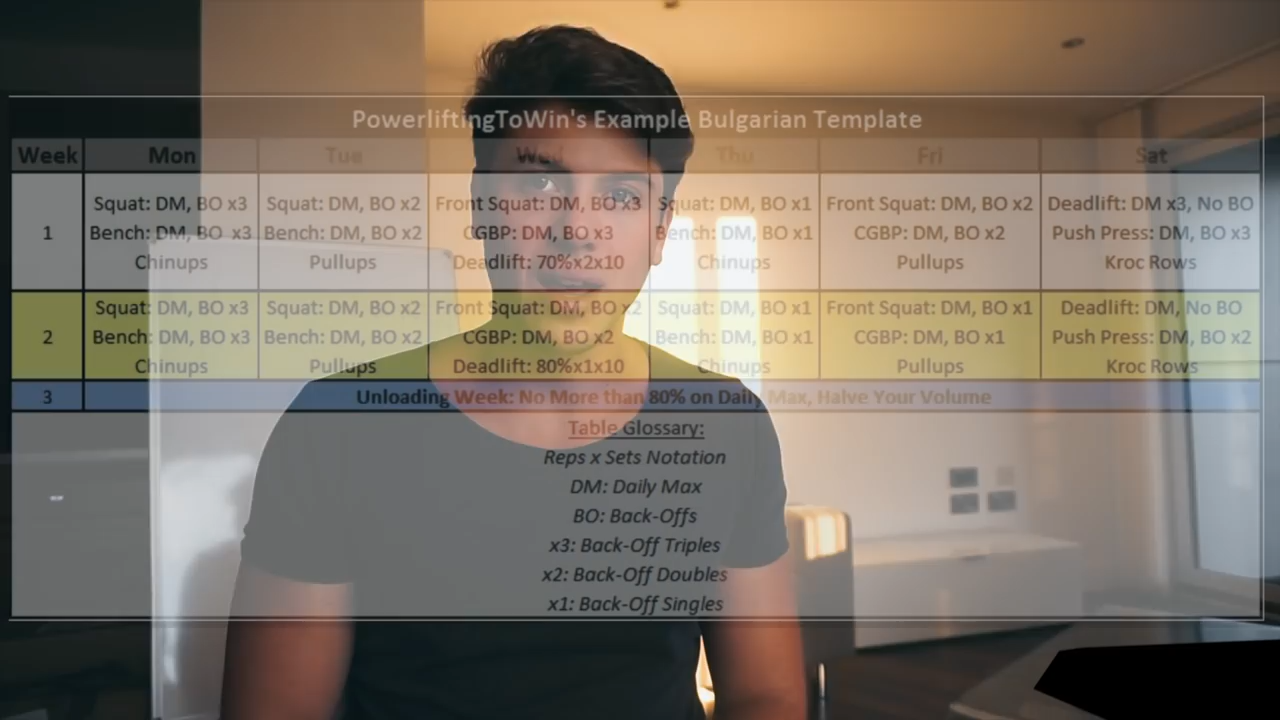 PowerliftingToWin's Example Bulgarian Template
Week Mon Tue Wed Thu Fri Sat
Squat: DM, BO x3 Squat: DM, BO x2 Front Squat: DM, BO x3 Squat: DM, BO x1 Front Squat: DM, BO x2 Deadlift: DM x3, No BO
1 Bench: DM, BO x3 Bench: DM, BO x2 CGBP: DM, BO x3 Bench: DM, BO x1 CGBP: DM, BO x2 Push Press: DM, BO x3
Chinups Pullups Deadlift: 70%x2x10 Chinups Pullups Kroc Rows
Squat: DM, BO x3 Squat: DM, BO x2 Front Squat: DM, BO x2 Squat: DM, BO x1 Front Squat: DM, BO x1 Deadlift: DM, No BO
2 Bench: DM, BO x3 Bench: DM, BO x2 CGBP: DM, BO x2 Bench: DM, BO x1 CGBP: DM, BO x1 Push Press: DM, BO x2
Chinups Pullups Deadlift: 80%x1x10 Chinups Pullups Kroc Rows
3 Unloading Week: No More than 80% on Daily Max, Halve Your Volume
Table Glossary:
Reps x Sets Notation
DM: Daily Max
BO: Back-Offs
x3: Back-Off Triples
x2: Back-Off Doubles
x1: Back-Off Singles